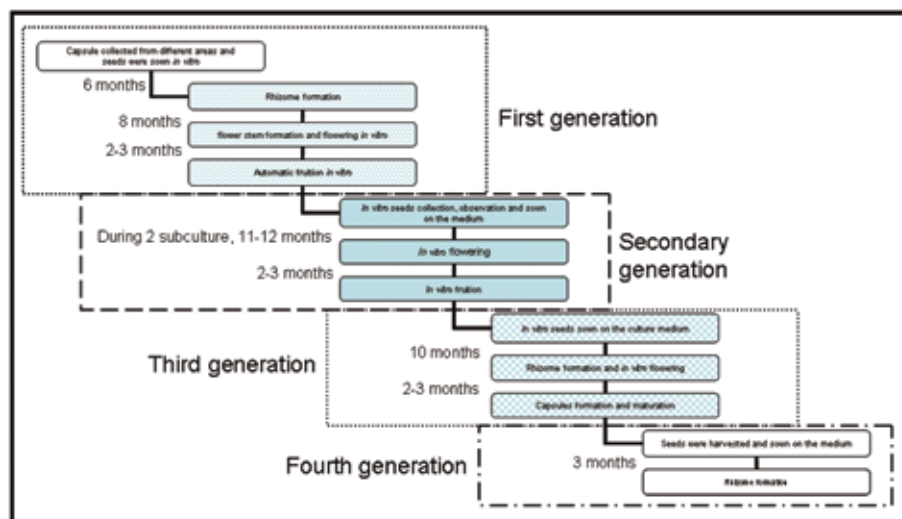 Capsule collected from different areas and
seeds were sown in vitro
6 months
Rhizome formation
8 months
flower stem formation and flowering in vitro
2-3 months
Automatic frution in vitro
First generation
In vitro seeds collection, observation and sown
on the medium
During 2 subculture, 11-12 months
In vitro flowering
2-3 months
In vitro frution
Secondary
generation
In vitro seeds sown on the culture medium
10 months
Rhizome formation and in vitro flowering
2-3 months
Capsules formation and maturation
Third generation
Seeds were harvested and sown on the medium
3 months
Rhizome formation
Fourth generation